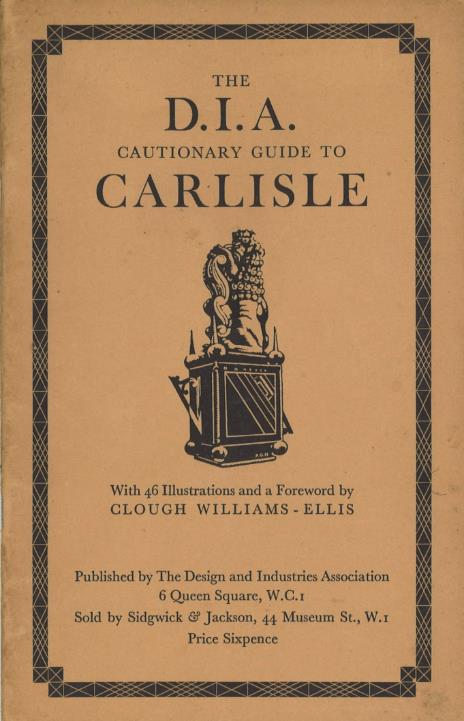 THE
D.I.A.
CAUTIONARY GUIDE TO
CARLISLE
With 46 Illustrations and a Foreword by
CLOUGH WILLIAMS-ELLIS
Published by The Design and Industries Association
6 Queen Square, W.C.1
Sold by Sidgwick & Jackson, 44 Museum St., W.1
Price Sixpence